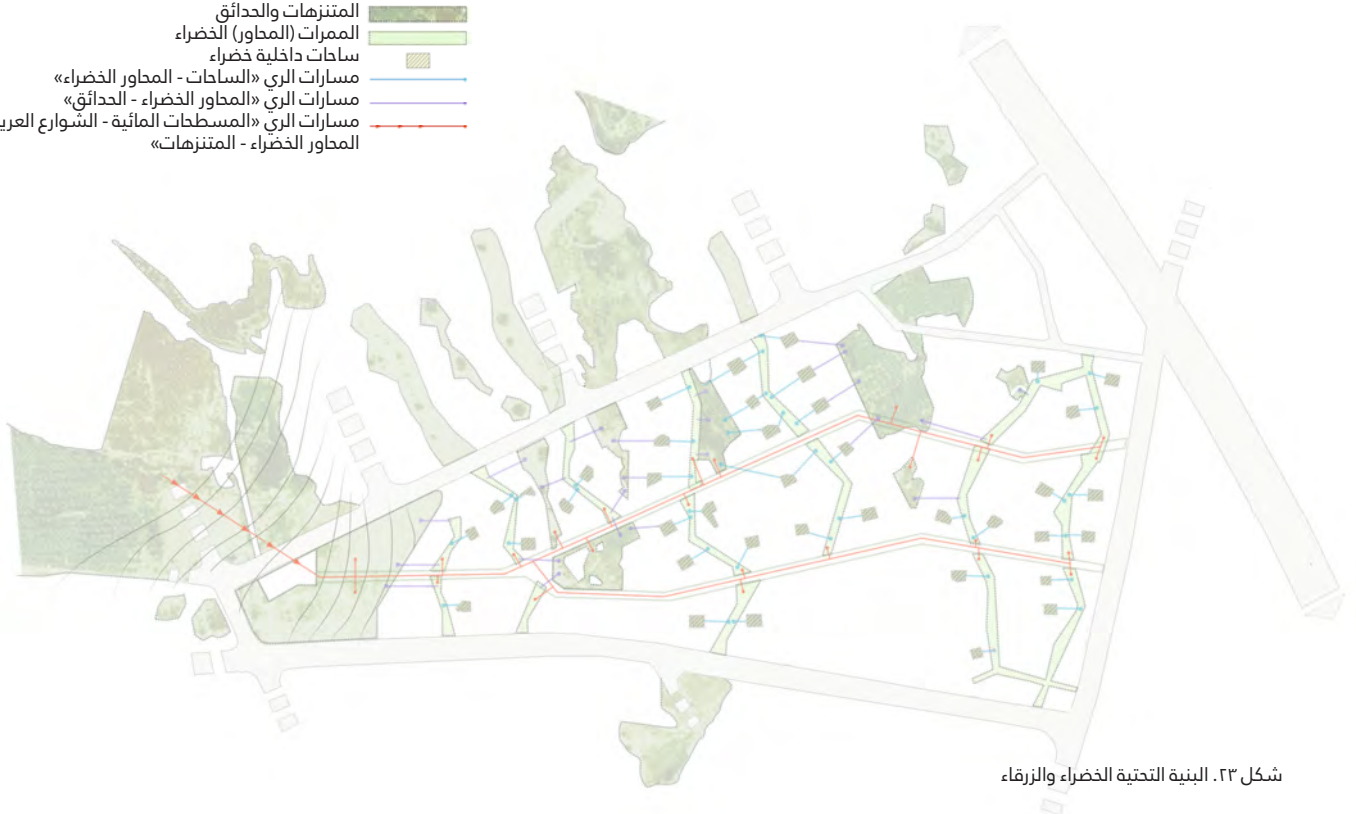 المتنزهات والحدائق
الممرات (المحاور) الخضراء
ساحات داخلية خضراء
مسارات الري «الساحات - المحاور الخضراء»
مسارات الري «المحاور الخضراء - الحدائق»
مسارات الري «المسطحات المائية - الشوارع
المحاور الخضراء - المتنزهات»
شكل ٢٣. البنية التحتية الخضراء والزرقاء